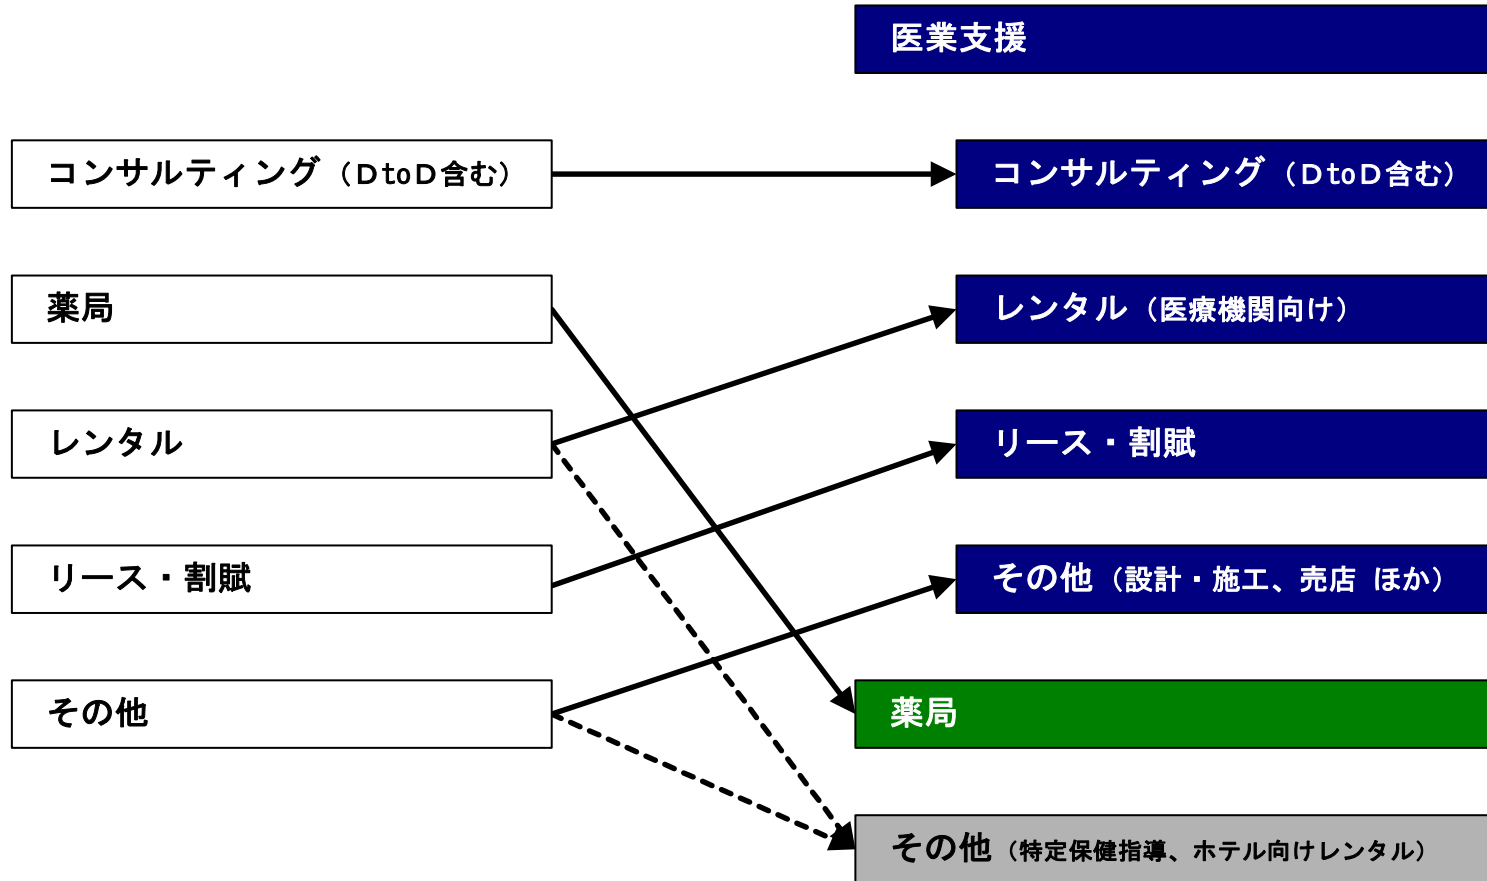 医業支援
コンサルティング（ＤtoＤ含む）
コンサルティング（ＤtoＤ含む）
薬局
レンタル（医療機関向け）
レンタル
リース・割賦
リース・割賦
その他（設計・施工、売店 ほか）
その他
薬局
その他（特定保健指導、ホテル向けレンタル）